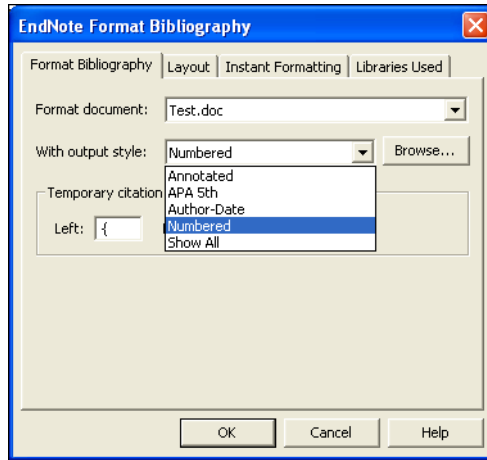 EndNote Format Bibliography
Format Bibliography Layout Instant Formatting Libraries Used
Format document: Test.doc
With output style: Numbered Browse...
Annotated
Temporary citation APA 5th
Author-Date
Left: { Numbered
Show All
OK Cancel Help